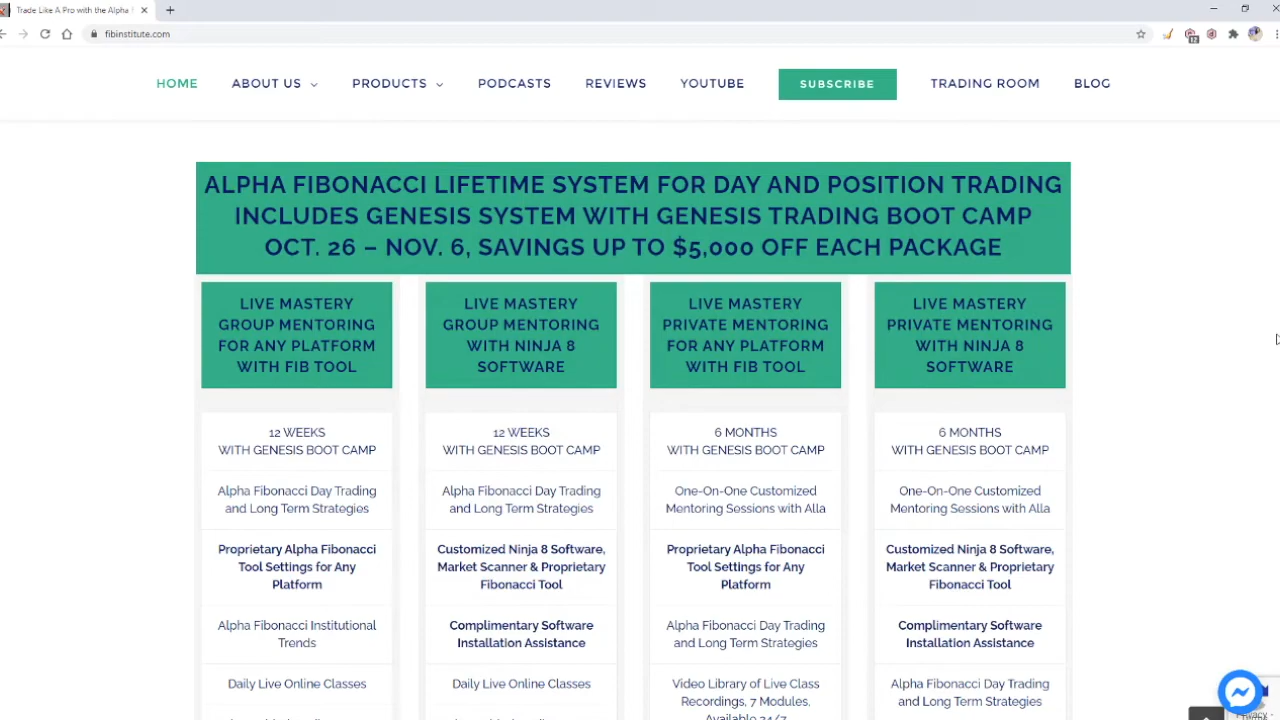 Trade Like A Pro with the Alpha
fibinstitute.com
12
HOME ABOUT US PRODUCTS PODCASTS REVIEWS YOUTUBE SUBSCRIBE TRADING ROOM BLOG
ALPHA FIBONACCI LIFETIME SYSTEM FOR DAY AND POSITION TRADING
INCLUDES GENESIS SYSTEM WITH GENESIS TRADING BOOT CAMP
OCT. 26 – NOV. 6, SAVINGS UP TO $5,000 OFF EACH PACKAGE
LIVE MASTERY
GROUP MENTORING
FOR ANY PLATFORM
WITH FIB TOOL
12 WEEKS
WITH GENESIS BOOT CAMP
Alpha Fibonacci Day Trading
and Long Term Strategies
Proprietary Alpha Fibonacci
Tool Settings for Any
Platform
Alpha Fibonacci Institutional
Trends
Daily Live Online Classes
LIVE MASTERY
GROUP MENTORING
WITH NINJA 8
SOFTWARE
12 WEEKS
WITH GENESIS BOOT CAMP
Alpha Fibonacci Day Trading
and Long Term Strategies
Customized Ninja 8 Software,
Market Scanner & Proprietary
Fibonacci Tool
Complimentary Software
Installation Assistance
Daily Live Online Classes
LIVE MASTERY
PRIVATE MENTORING
FOR ANY PLATFORM
WITH FIB TOOL
6 MONTHS
WITH GENESIS BOOT CAMP
One-On-One Customized
Mentoring Sessions with Alla
Proprietary Alpha Fibonacci
Tool Settings for Any
Platform
Alpha Fibonacci Day Trading
and Long Term Strategies
Video Library of Live Class
Recordings, 7 Modules,
Available 24/7
LIVE MASTERY
PRIVATE MENTORING
WITH NINJA 8
SOFTWARE
6 MONTHS
WITH GENESIS BOOT CAMP
One-On-One Customized
Mentoring Sessions with Alla
Customized Ninja 8 Software,
Market Scanner & Proprietary
Fibonacci Tool
Complimentary Software
Installation Assistance
Alpha Fibonacci Day Trading
and Long Term Strategies